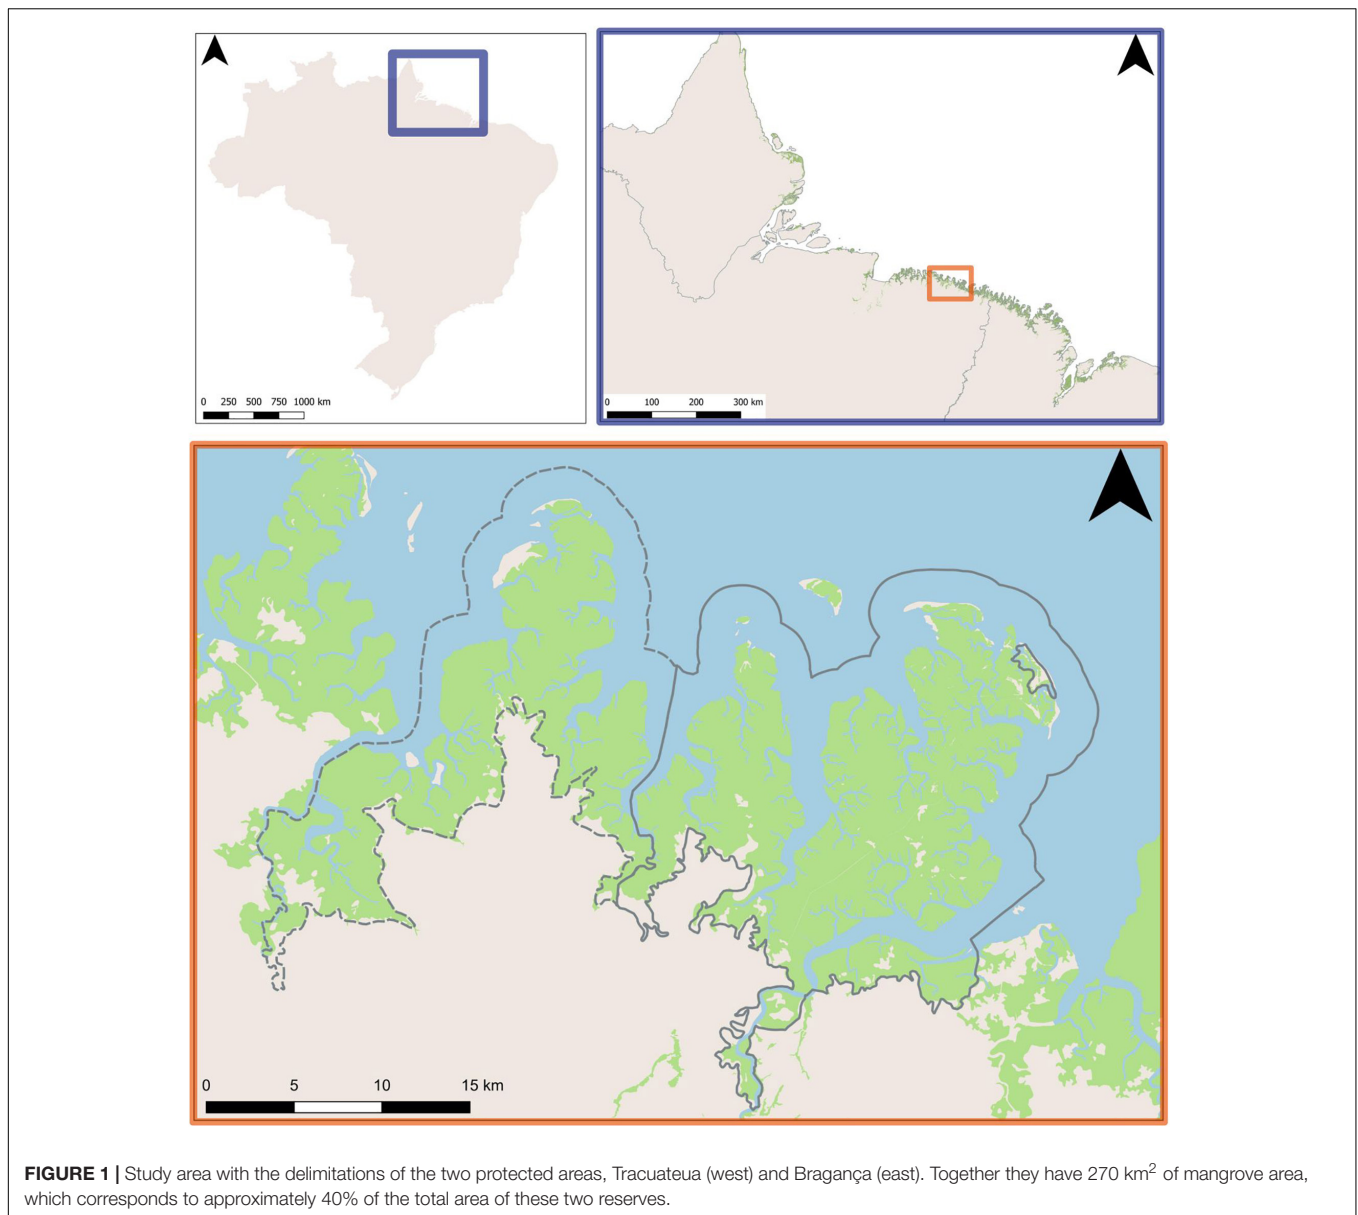 0 250 500 750 1000 km
0 100 200 300 km
0 5 10 15 km
FIGURE 1 | Study area with the delimitations of the two protected areas, Tracuateua (west) and Bragança (east). Together they have 270 km² of mangrove area,
which corresponds to approximately 40% of the total area of these two reserves.